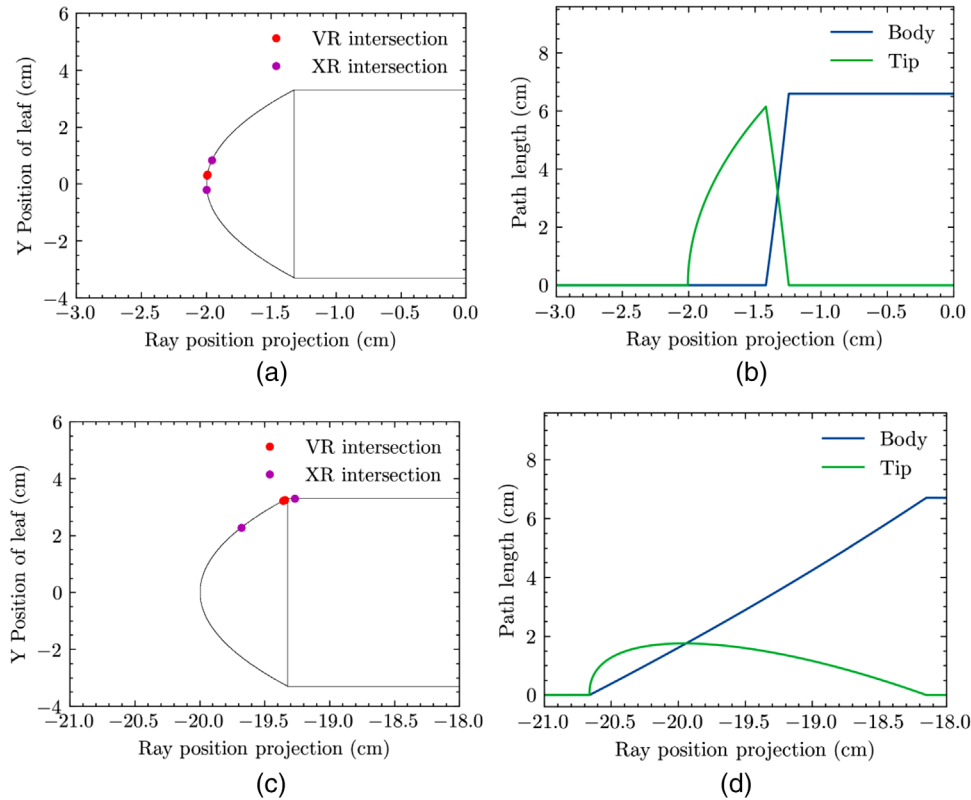 6
4
2
0
−2
−4
Y Position of leaf (cm)
VR intersection
XR intersection
−3.0 −2.5 −2.0 −1.5 −1.0 −0.5 0.0
Ray position projection (cm)
(a)
8
6
4
2
0
Path length (cm)
Body
Tip
−3.0 −2.5 −2.0 −1.5 −1.0 −0.5 0.0
Ray position projection (cm)
(b)
6
4
2
0
−2
−4
Y Position of leaf (cm)
VR intersection
XR intersection
−21.0 −20.5 −20.0 −19.5 −19.0 −18.5 −18.0
Ray position projection (cm)
(c)
8
6
4
2
0
Path length (cm)
Body
Tip
−21.0 −20.5 −20.0 −19.5 −19.0 −18.5 −18.0
Ray position projection (cm)
(d)